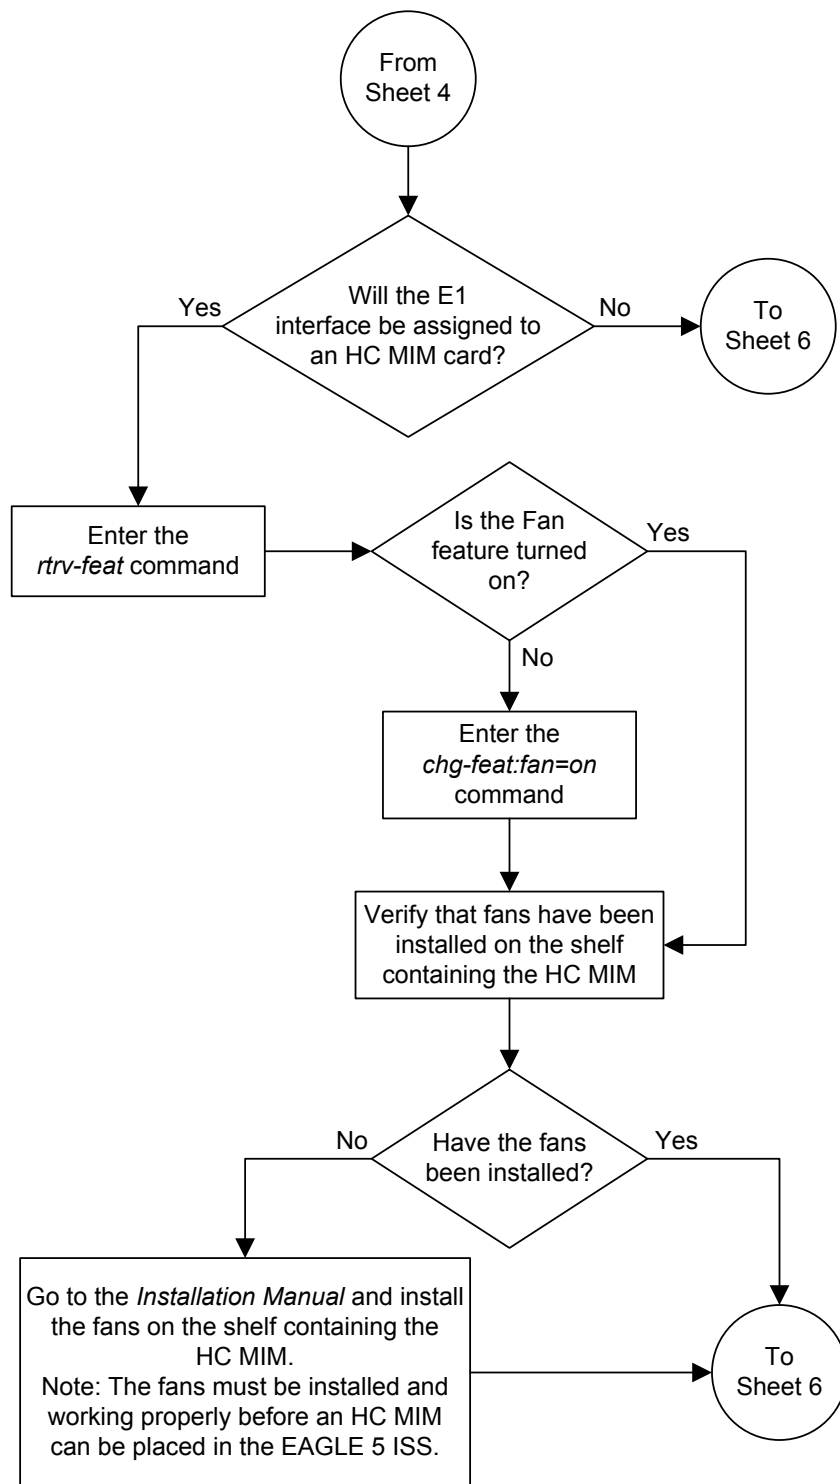 From
Sheet 4
Will the E1
interface be assigned to
an HC MIM card?
Yes
No
To
Sheet 6
Enter the
rtrv-feat command
Is the Fan
feature turned
on?
Yes
No
Enter the
chg-feat:fan=on
command
Verify that fans have been
installed on the shelf
containing the HC MIM
Have the fans
been installed?
No
Yes
Go to the Installation Manual and install
the fans on the shelf containing the
HC MIM.
Note: The fans must be installed and
working properly before an HC MIM
can be placed in the EAGLE 5 ISS.
To
Sheet 6